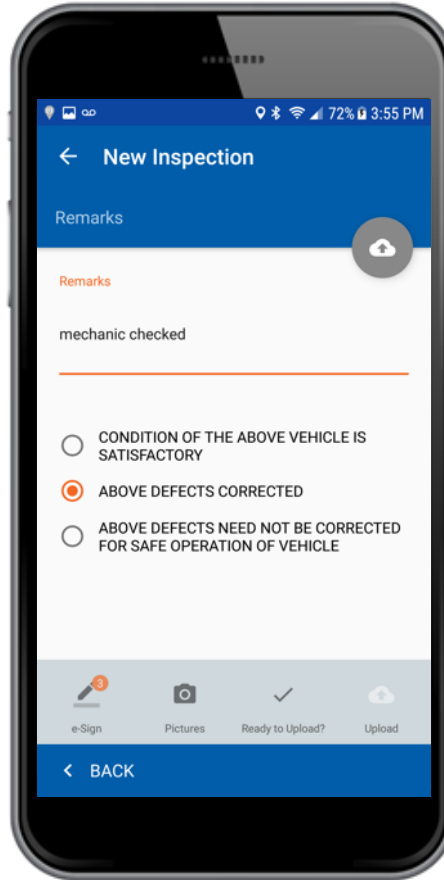 72% 3:55 PM
New Inspection
Remarks
Remarks
mechanic checked
CONDITION OF THE ABOVE VEHICLE IS
SATISFACTORY
ABOVE DEFECTS CORRECTED
ABOVE DEFECTS NEED NOT BE CORRECTED
FOR SAFE OPERATION OF VEHICLE
3
e-Sign Pictures Ready to Upload? Upload
BACK